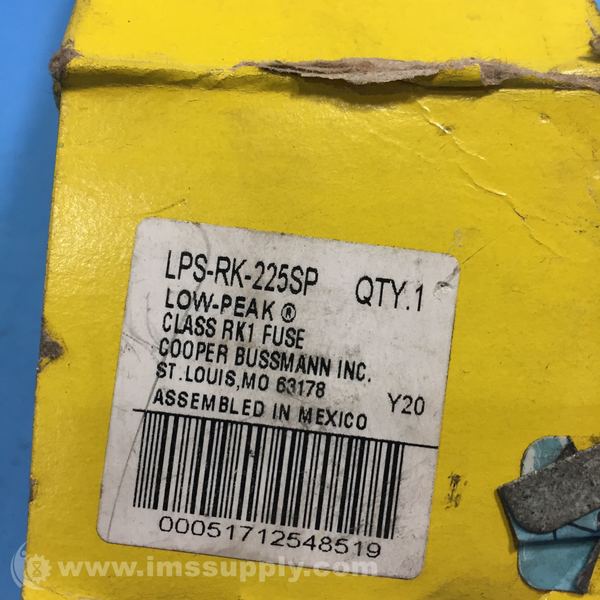 LPS-RK-225SP QTY.1
LOW-PEAK ®
CLASS RK1 FUSE
COOPER BUSSMANN INC.
ST.LOUIS,MO 63178 Y20
ASSEMBLED IN MEXICO
00051712548519
www.imssupply.com